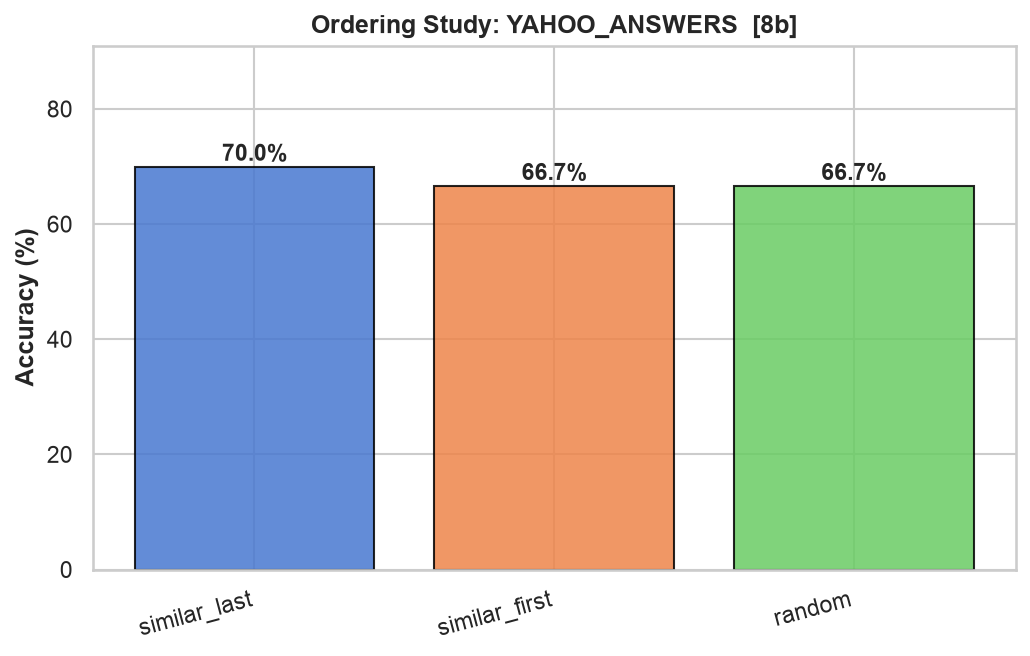 Ordering Study: YAHOO_ANSWERS [8b]
Accuracy (%)
80
60
40
20
0
70.0%
66.7%
66.7%
similar_last
similar_first
random